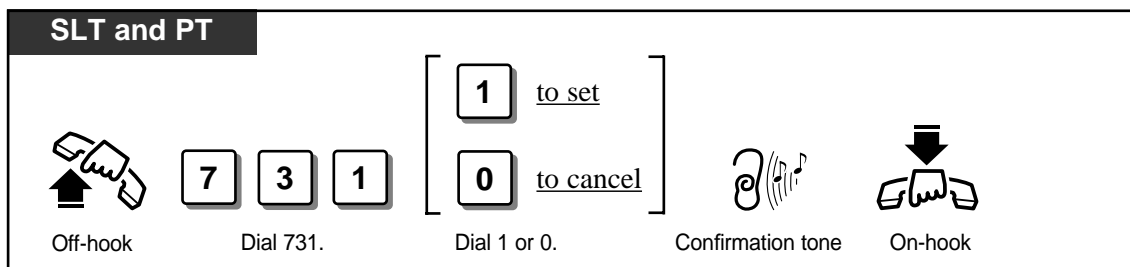 SLT and PT
1 to set
7 3 1
0 to cancel
Off-hook
Dial 731.
Dial 1 or 0.
Confirmation tone
On-hook